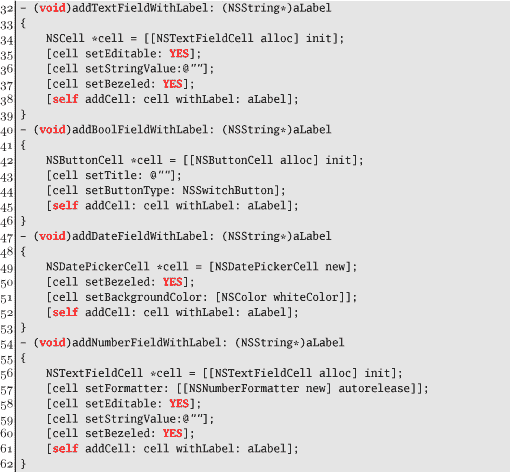 32 - (void)addTextFieldWithLabel: (NSString*)aLabel
33 {
34     NSCell *cell = [[NSTextFieldCell alloc] init];
35     [cell setEditable: YES];
36     [cell setStringValue:@""];
37     [cell setBezeled: YES];
38     [self addCell: cell withLabel: aLabel];
39 }
40 - (void)addBoolFieldWithLabel: (NSString*)aLabel
41 {
42     NSButtonCell *cell = [[NSButtonCell alloc] init];
43     [cell setTitle: @""];
44     [cell setButtonType: NSSwitchButton];
45     [self addCell: cell withLabel: aLabel];
46 }
47 - (void)addDateFieldWithLabel: (NSString*)aLabel
48 {
49     NSDatePickerCell *cell = [NSDatePickerCell new];
50     [cell setBezeled: YES];
51     [cell setBackgroundColor: [NSColor whiteColor]];
52     [self addCell: cell withLabel: aLabel];
53 }
54 - (void)addNumberFieldWithLabel: (NSString*)aLabel
55 {
56     NSTextFieldCell *cell = [[NSTextFieldCell alloc] init];
57     [cell setFormatter: [[NSNumberFormatter new] autorelease]];
58     [cell setEditable: YES];
59     [cell setStringValue:@""];
60     [cell setBezeled: YES];
61     [self addCell: cell withLabel: aLabel];
62 }